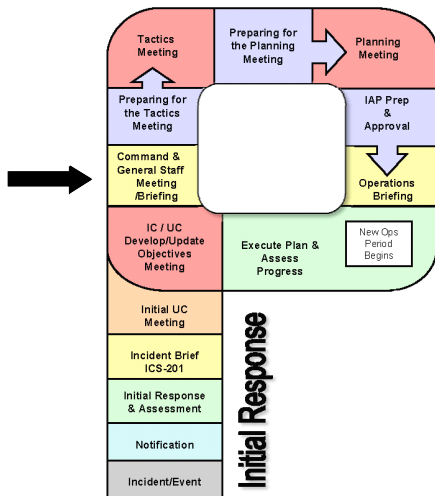 Tactics
Meeting
Preparing for
the Planning
Meeting
Planning
Meeting
Preparing for
the Tactics
Meeting
IAP Prep
&
Approval
Command &
General Staff
Meeting
/Briefing
Operations
Briefing
IC / UC
Develop/Update
Objectives
Meeting
Execute Plan &
Assess
Progress
New Ops
Period
Begins
Initial UC
Meeting
Incident Brief
ICS-201
Initial Response
& Assessment
Notification
Incident/Event
Initial Response